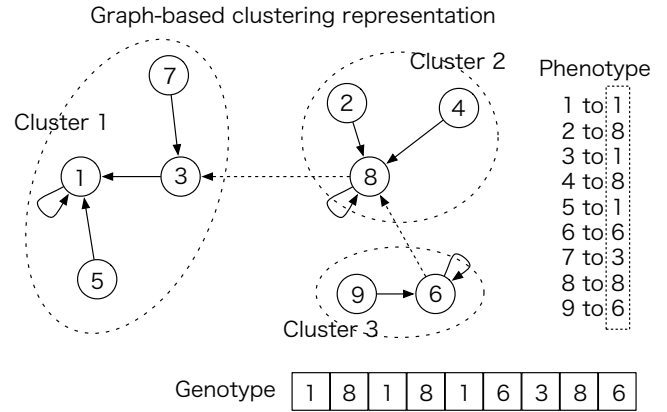 Graph-based clustering representation
Cluster 1
7
1
3
5
Cluster 2
2
4
8
9
6
Cluster 3
Phenotype
1 to 1
2 to 8
3 to 1
4 to 8
5 to 1
6 to 6
7 to 3
8 to 8
9 to 6
Genotype 1 8 1 8 1 6 3 8 6